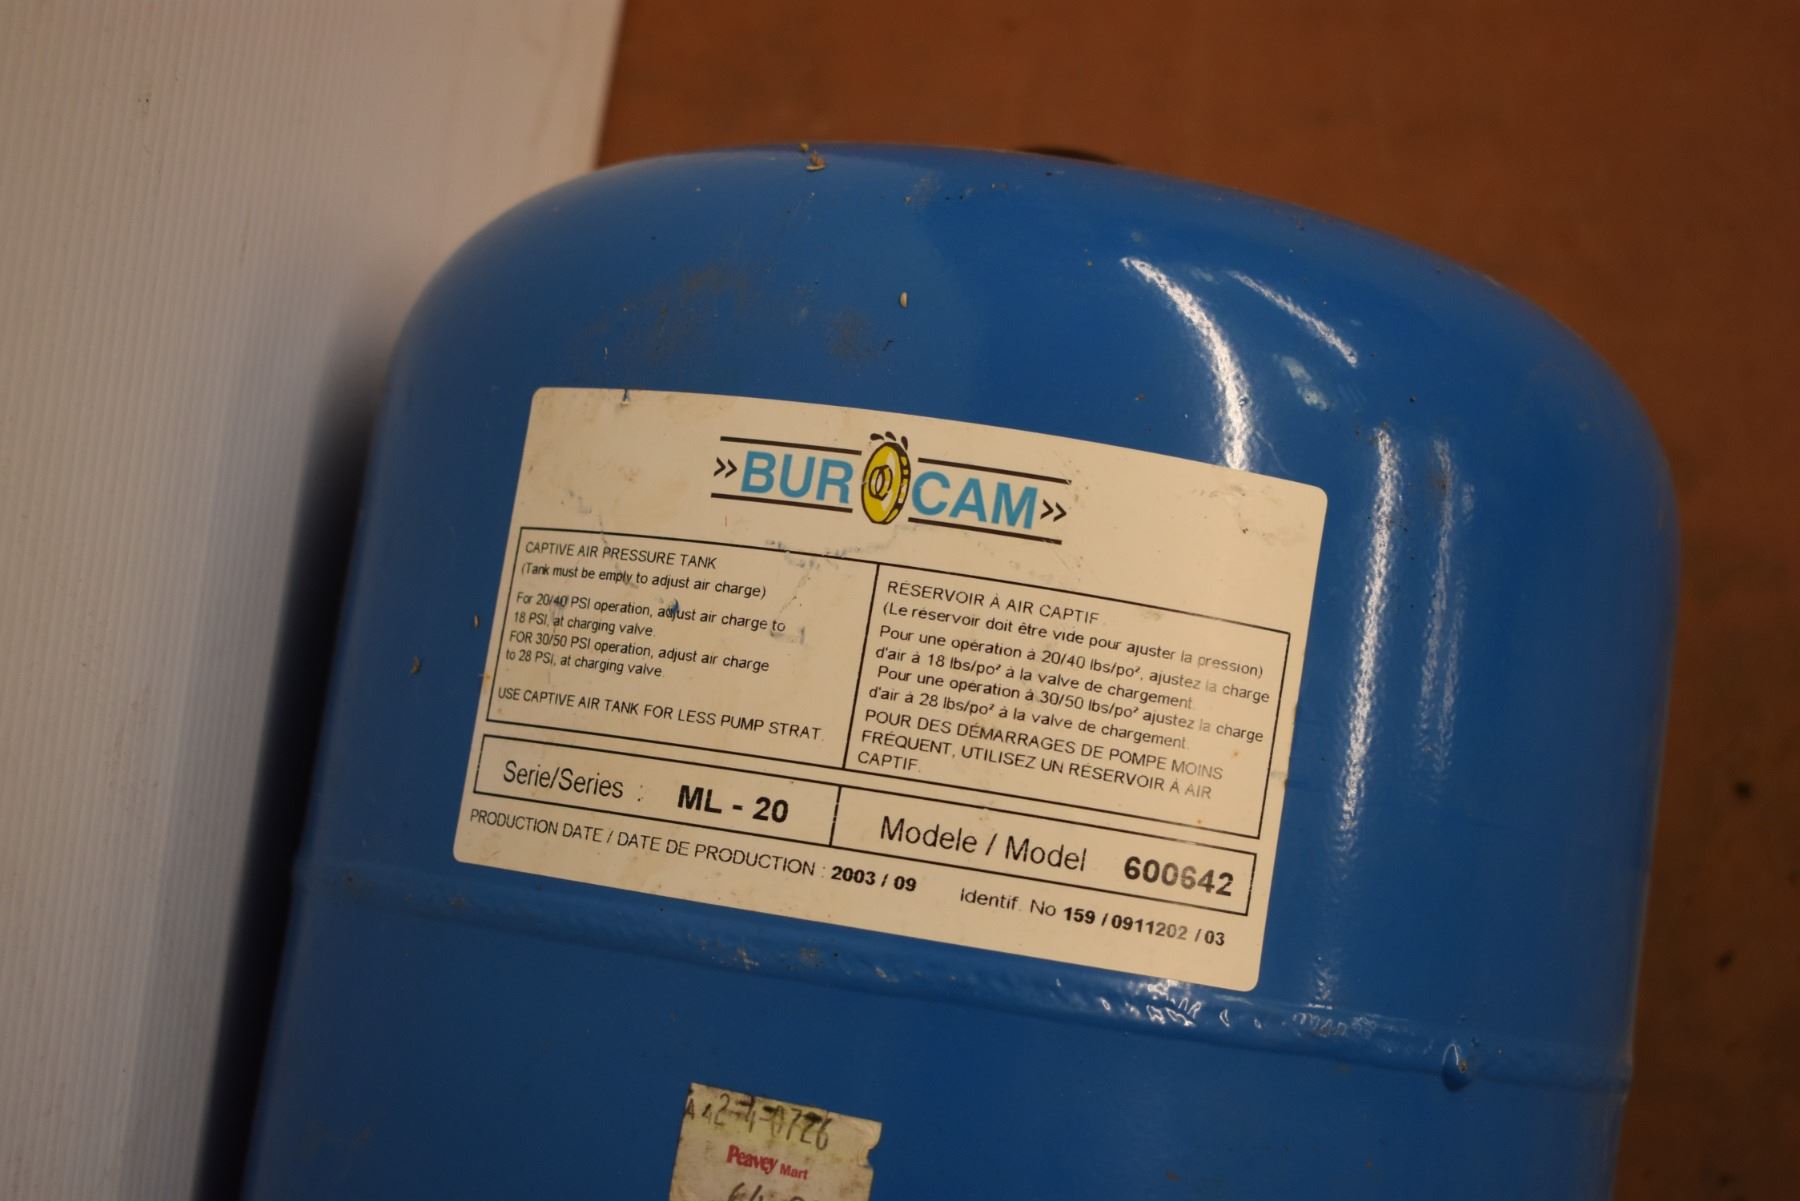 »BUROCAM»
CAPTIVE AIR PRESSURE TANK
(Tank must be emply to adjust air charge)
For 20/40 PSI operation, adjust air charge to
18 PSI, at charging valve.
FOR 30/50 PSI operation, adjust air charge
to 28 PSI, at charging valve.
USE CAPTIVE AIR TANK FOR LESS PUMP STRAT.
RÉSERVOIR À AIR CAPTIF.
(Le réservoir doit être vide pour ajuster la pression)
Pour une opération à 20/40 lbs/po², ajustez la charge
d'air à 18 lbs/po² à la valve de chargement.
Pour une opération à 30/50 lbs/po² ajustez la charge
d'air à 28 lbs/po² à la valve de chargement.
POUR DES DÉMARRAGES DE POMPE MOINS
FRÉQUENT, UTILISEZ UN RÉSERVOIR À AIR
CAPTIF.
Serie/Series : ML - 20
Modele / Model 600642
PRODUCTION DATE / DATE DE PRODUCTION : 2003 / 09
Identif. No 159 / 0911202 / 03
Peavey Mart